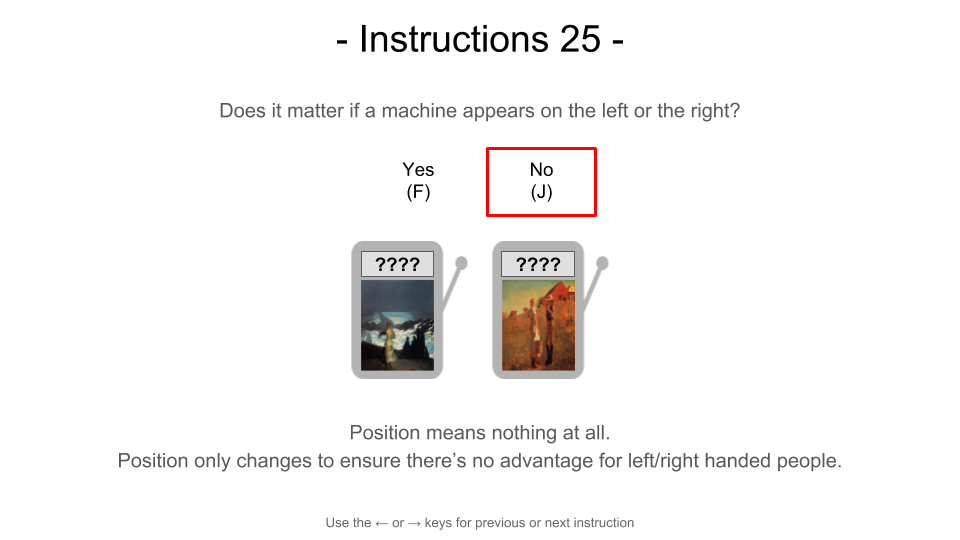 - Instructions 25 -
Does it matter if a machine appears on the left or the right?
Yes
(F)
No
(J)
????
????
Position means nothing at all.
Position only changes to ensure there’s no advantage for left/right handed people.
Use the ← or → keys for previous or next instruction